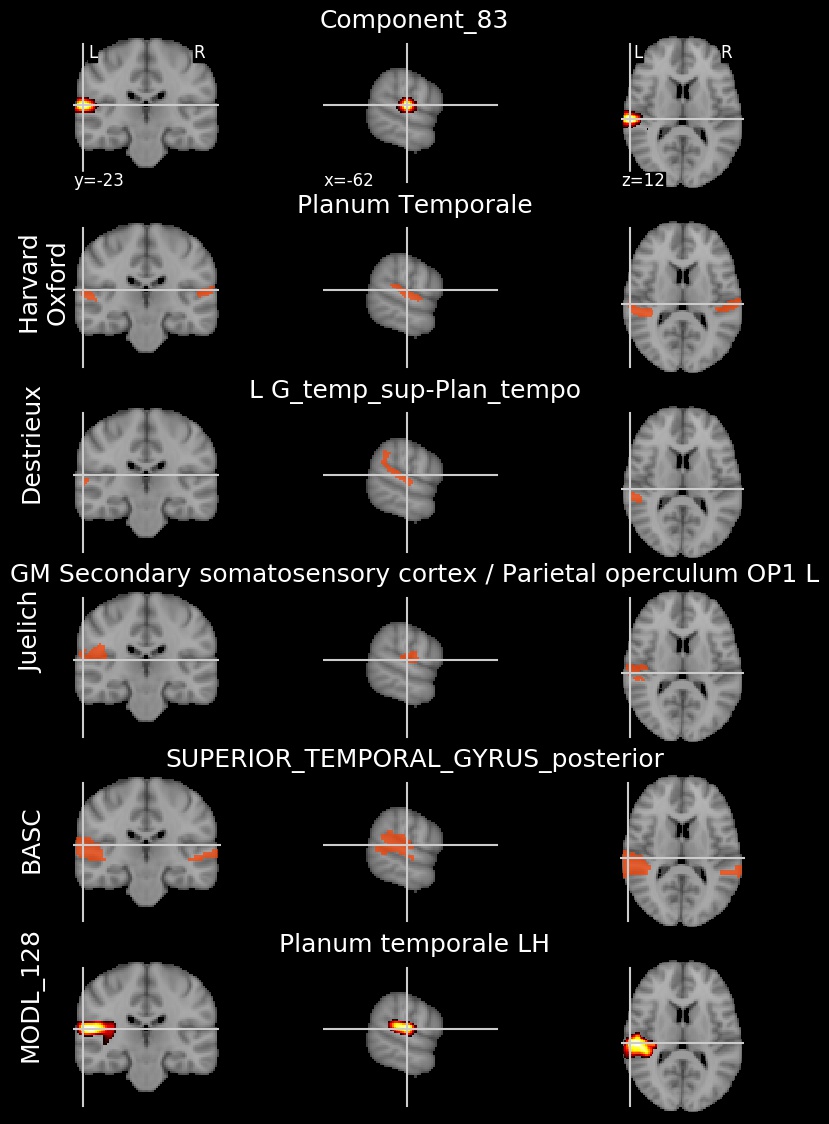 Component_83
L R
L R
y=-23
x=-62
z=12
Planum Temporale
Harvard
Oxford
L G_temp_sup-Plan_tempo
Destrieux
GM Secondary somatosensory cortex / Parietal operculum OP1 L
Juelich
SUPERIOR_TEMPORAL_GYRUS_posterior
BASC
Planum temporale LH
MODL_128